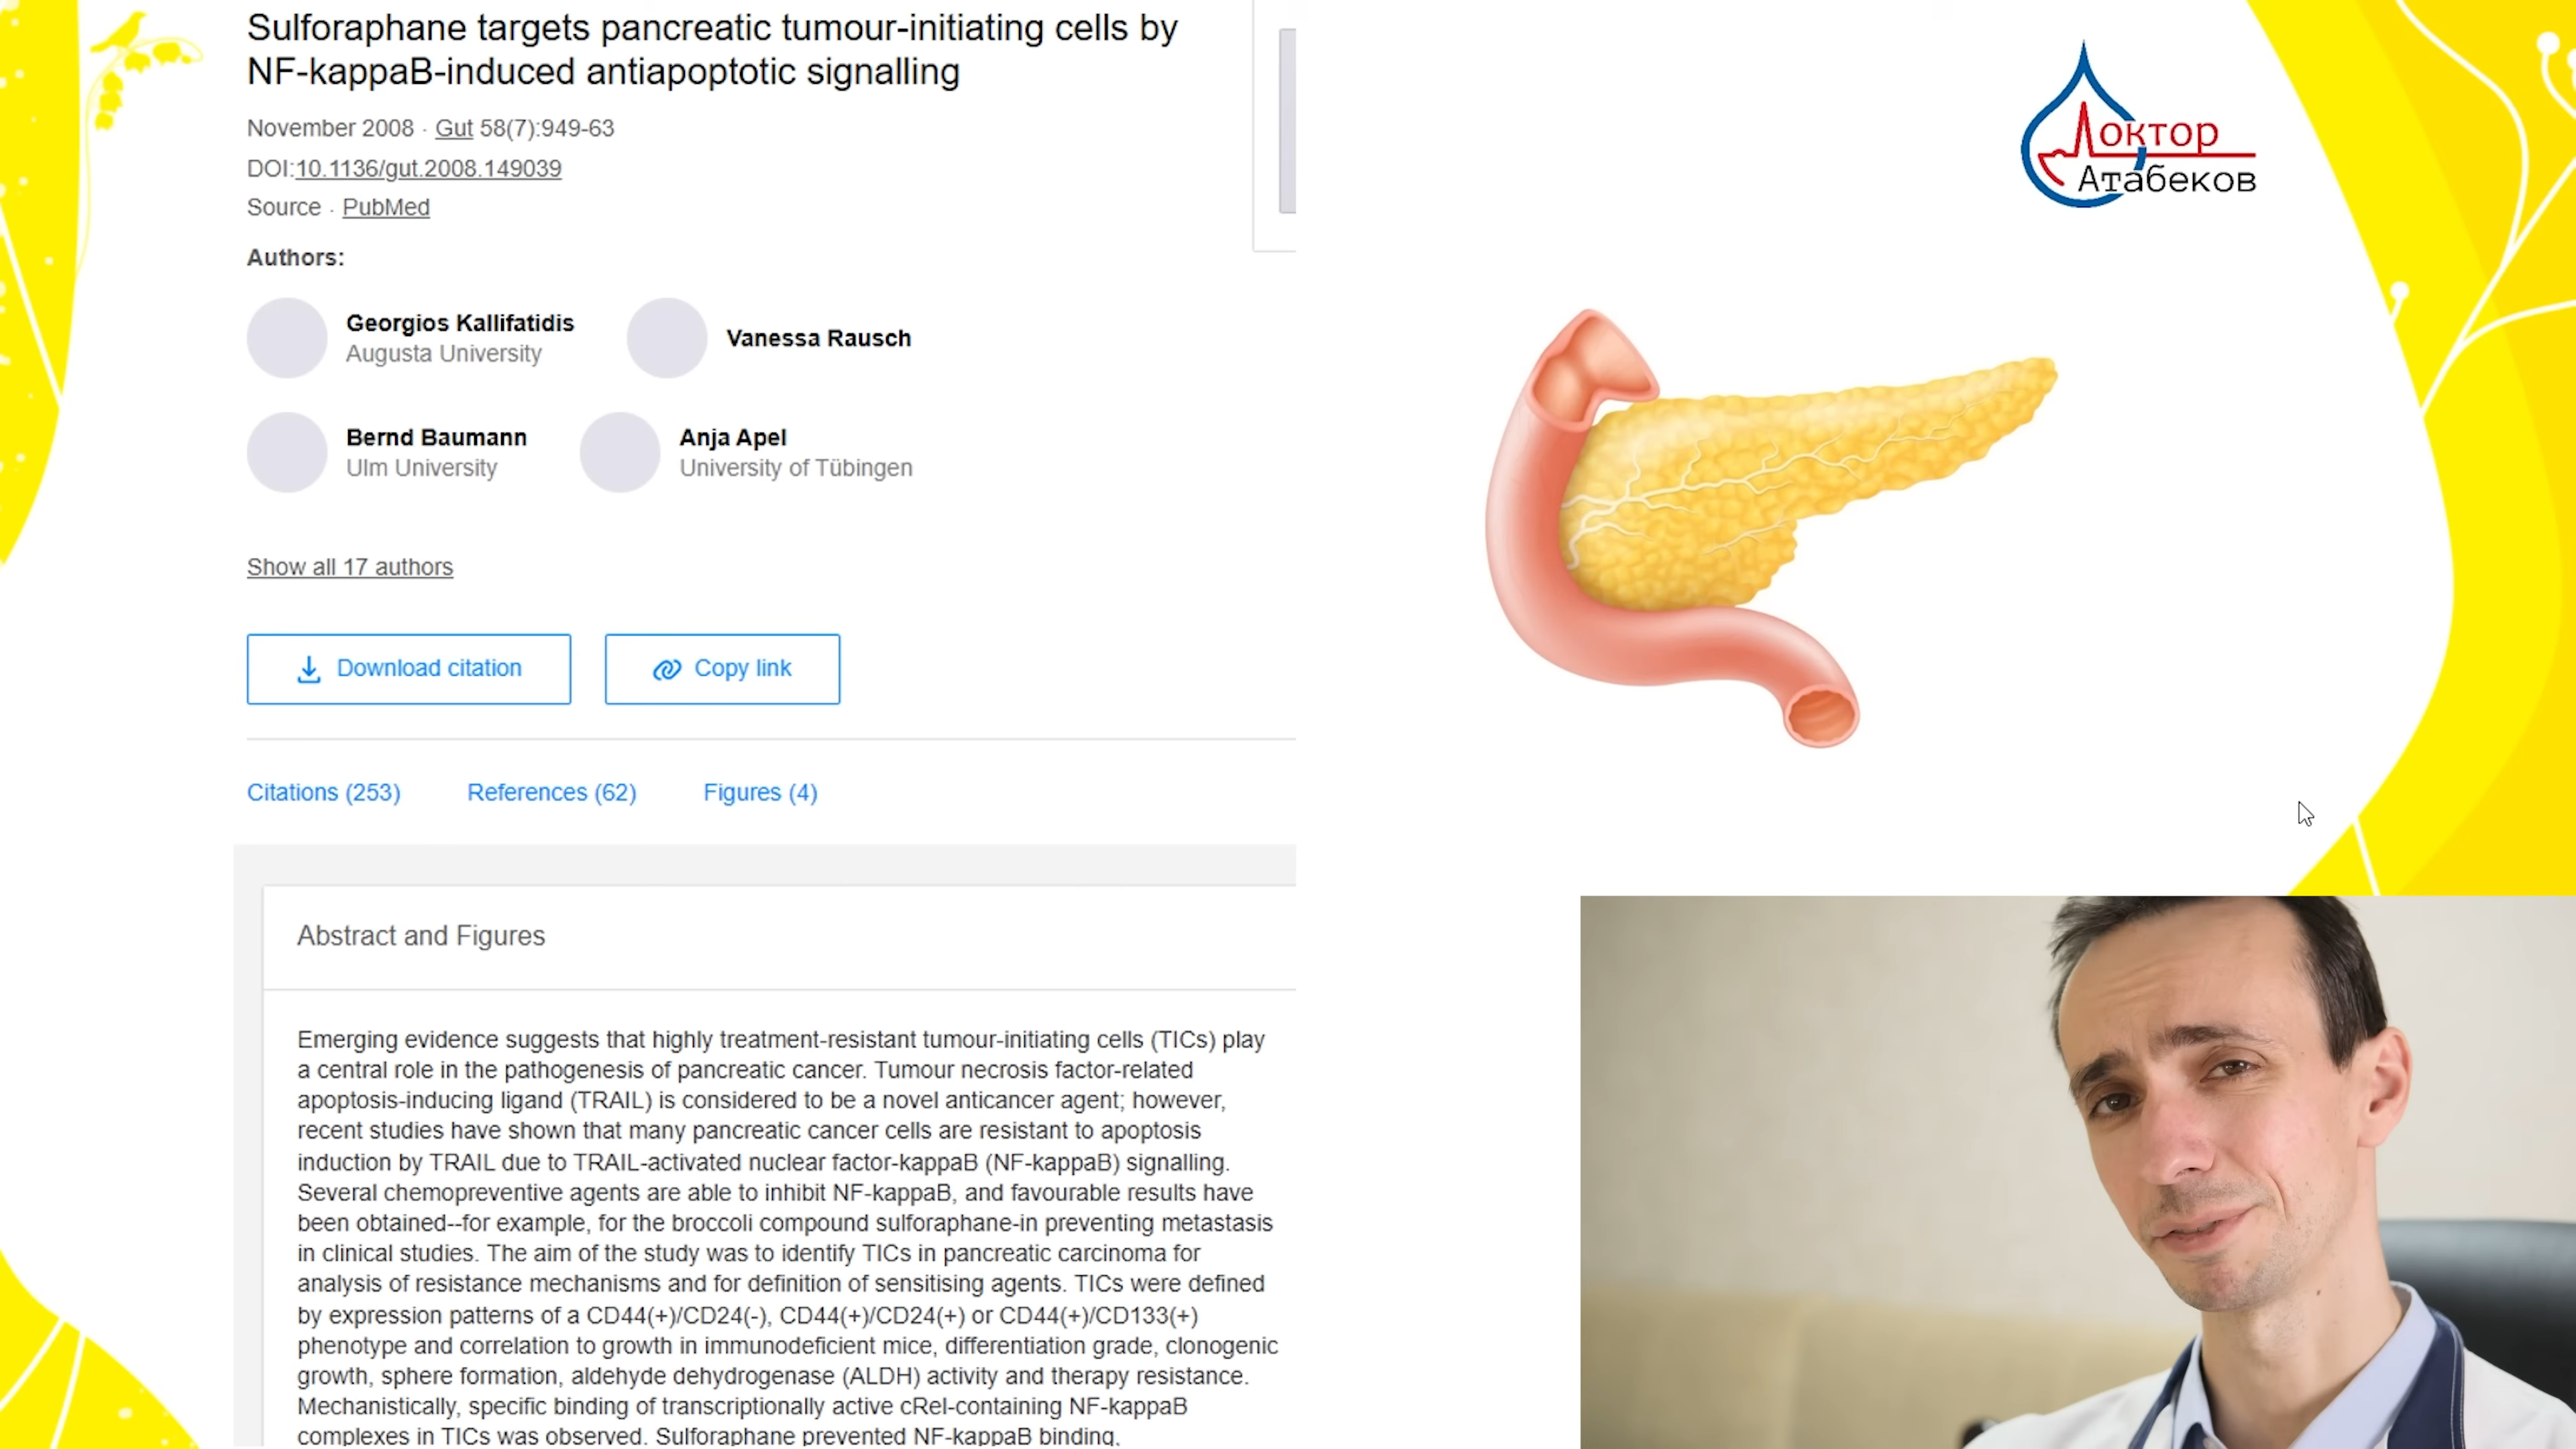 Sulforaphane targets pancreatic tumour-initiating cells by
NF-kappaB-induced antiapoptotic signalling
November 2008 · Gut 58(7):949-63
DOI:10.1136/gut.2008.149039
Source · PubMed
Authors:
Georgios Kallifatidis
Augusta University
Vanessa Rausch
Bernd Baumann
Ulm University
Anja Apel
University of Tübingen
Show all 17 authors
Download citation
Copy link
Citations (253)
References (62)
Figures (4)
Abstract and Figures
Emerging evidence suggests that highly treatment-resistant tumour-initiating cells (TICs) play
a central role in the pathogenesis of pancreatic cancer. Tumour necrosis factor-related
apoptosis-inducing ligand (TRAIL) is considered to be a novel anticancer agent; however,
recent studies have shown that many pancreatic cancer cells are resistant to apoptosis
induction by TRAIL due to TRAIL-activated nuclear factor-kappaB (NF-kappaB) signalling.
Several chemopreventive agents are able to inhibit NF-kappaB, and favourable results have
been obtained--for example, for the broccoli compound sulforaphane-in preventing metastasis
in clinical studies. The aim of the study was to identify TICs in pancreatic carcinoma for
analysis of resistance mechanisms and for definition of sensitising agents. TICs were defined
by expression patterns of a CD44(+)/CD24(-), CD44(+)/CD24(+) or CD44(+)/CD133(+)
phenotype and correlation to growth in immunodeficient mice, differentiation grade, clonogenic
growth, sphere formation, aldehyde dehydrogenase (ALDH) activity and therapy resistance.
Mechanistically, specific binding of transcriptionally active cRel-containing NF-kappaB
complexes in TICs was observed. Sulforaphane prevented NF-kappaB binding,
Доктор
Атабеков